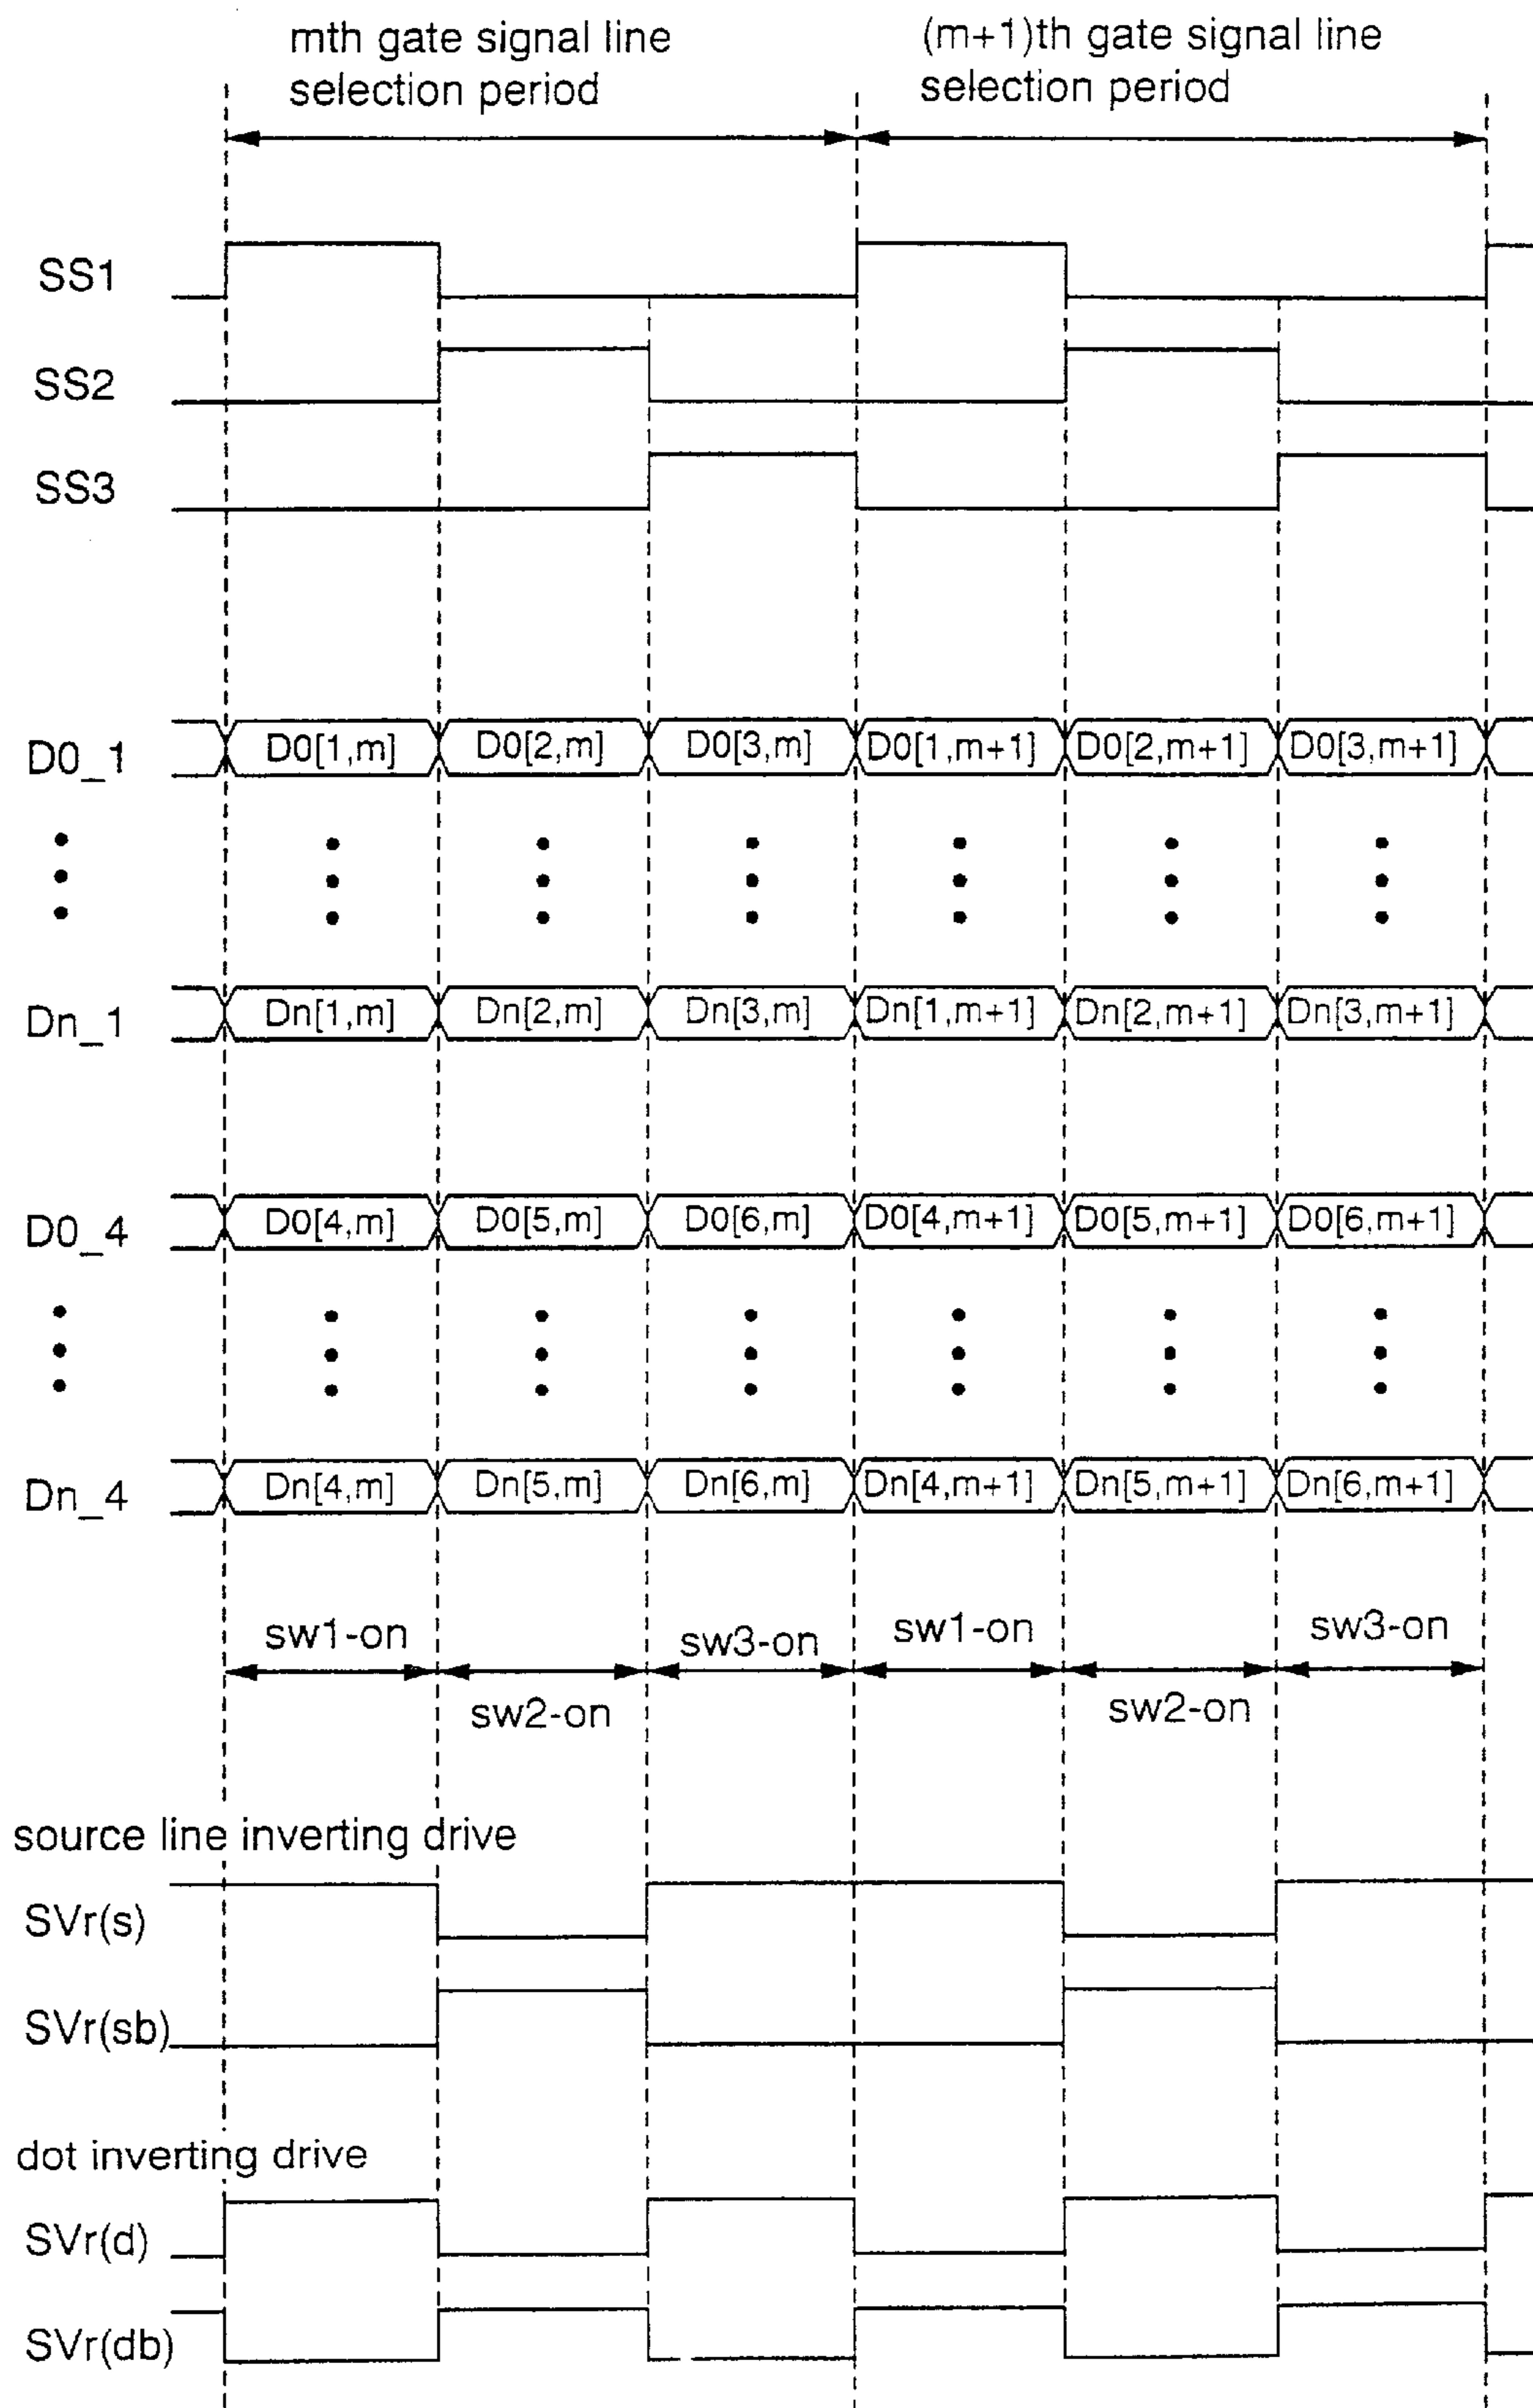 mth gate signal line
selection period
(m+1)th gate signal line
selection period
SS1
SS2
SS3
D0_1
D0[1,m]
D0[2,m]
D0[3,m]
D0[1,m+1]
D0[2,m+1]
D0[3,m+1]
Dn_1
Dn[1,m]
Dn[2,m]
Dn[3,m]
Dn[1,m+1]
Dn[2,m+1]
Dn[3,m+1]
D0_4
D0[4,m]
D0[5,m]
D0[6,m]
D0[4,m+1]
D0[5,m+1]
D0[6,m+1]
Dn_4
Dn[4,m]
Dn[5,m]
Dn[6,m]
Dn[4,m+1]
Dn[5,m+1]
Dn[6,m+1]
sw1-on
sw2-on
sw3-on
sw1-on
sw2-on
sw3-on
source line inverting drive
SVr(s)
SVr(sb)
dot inverting drive
SVr(d)
SVr(db)